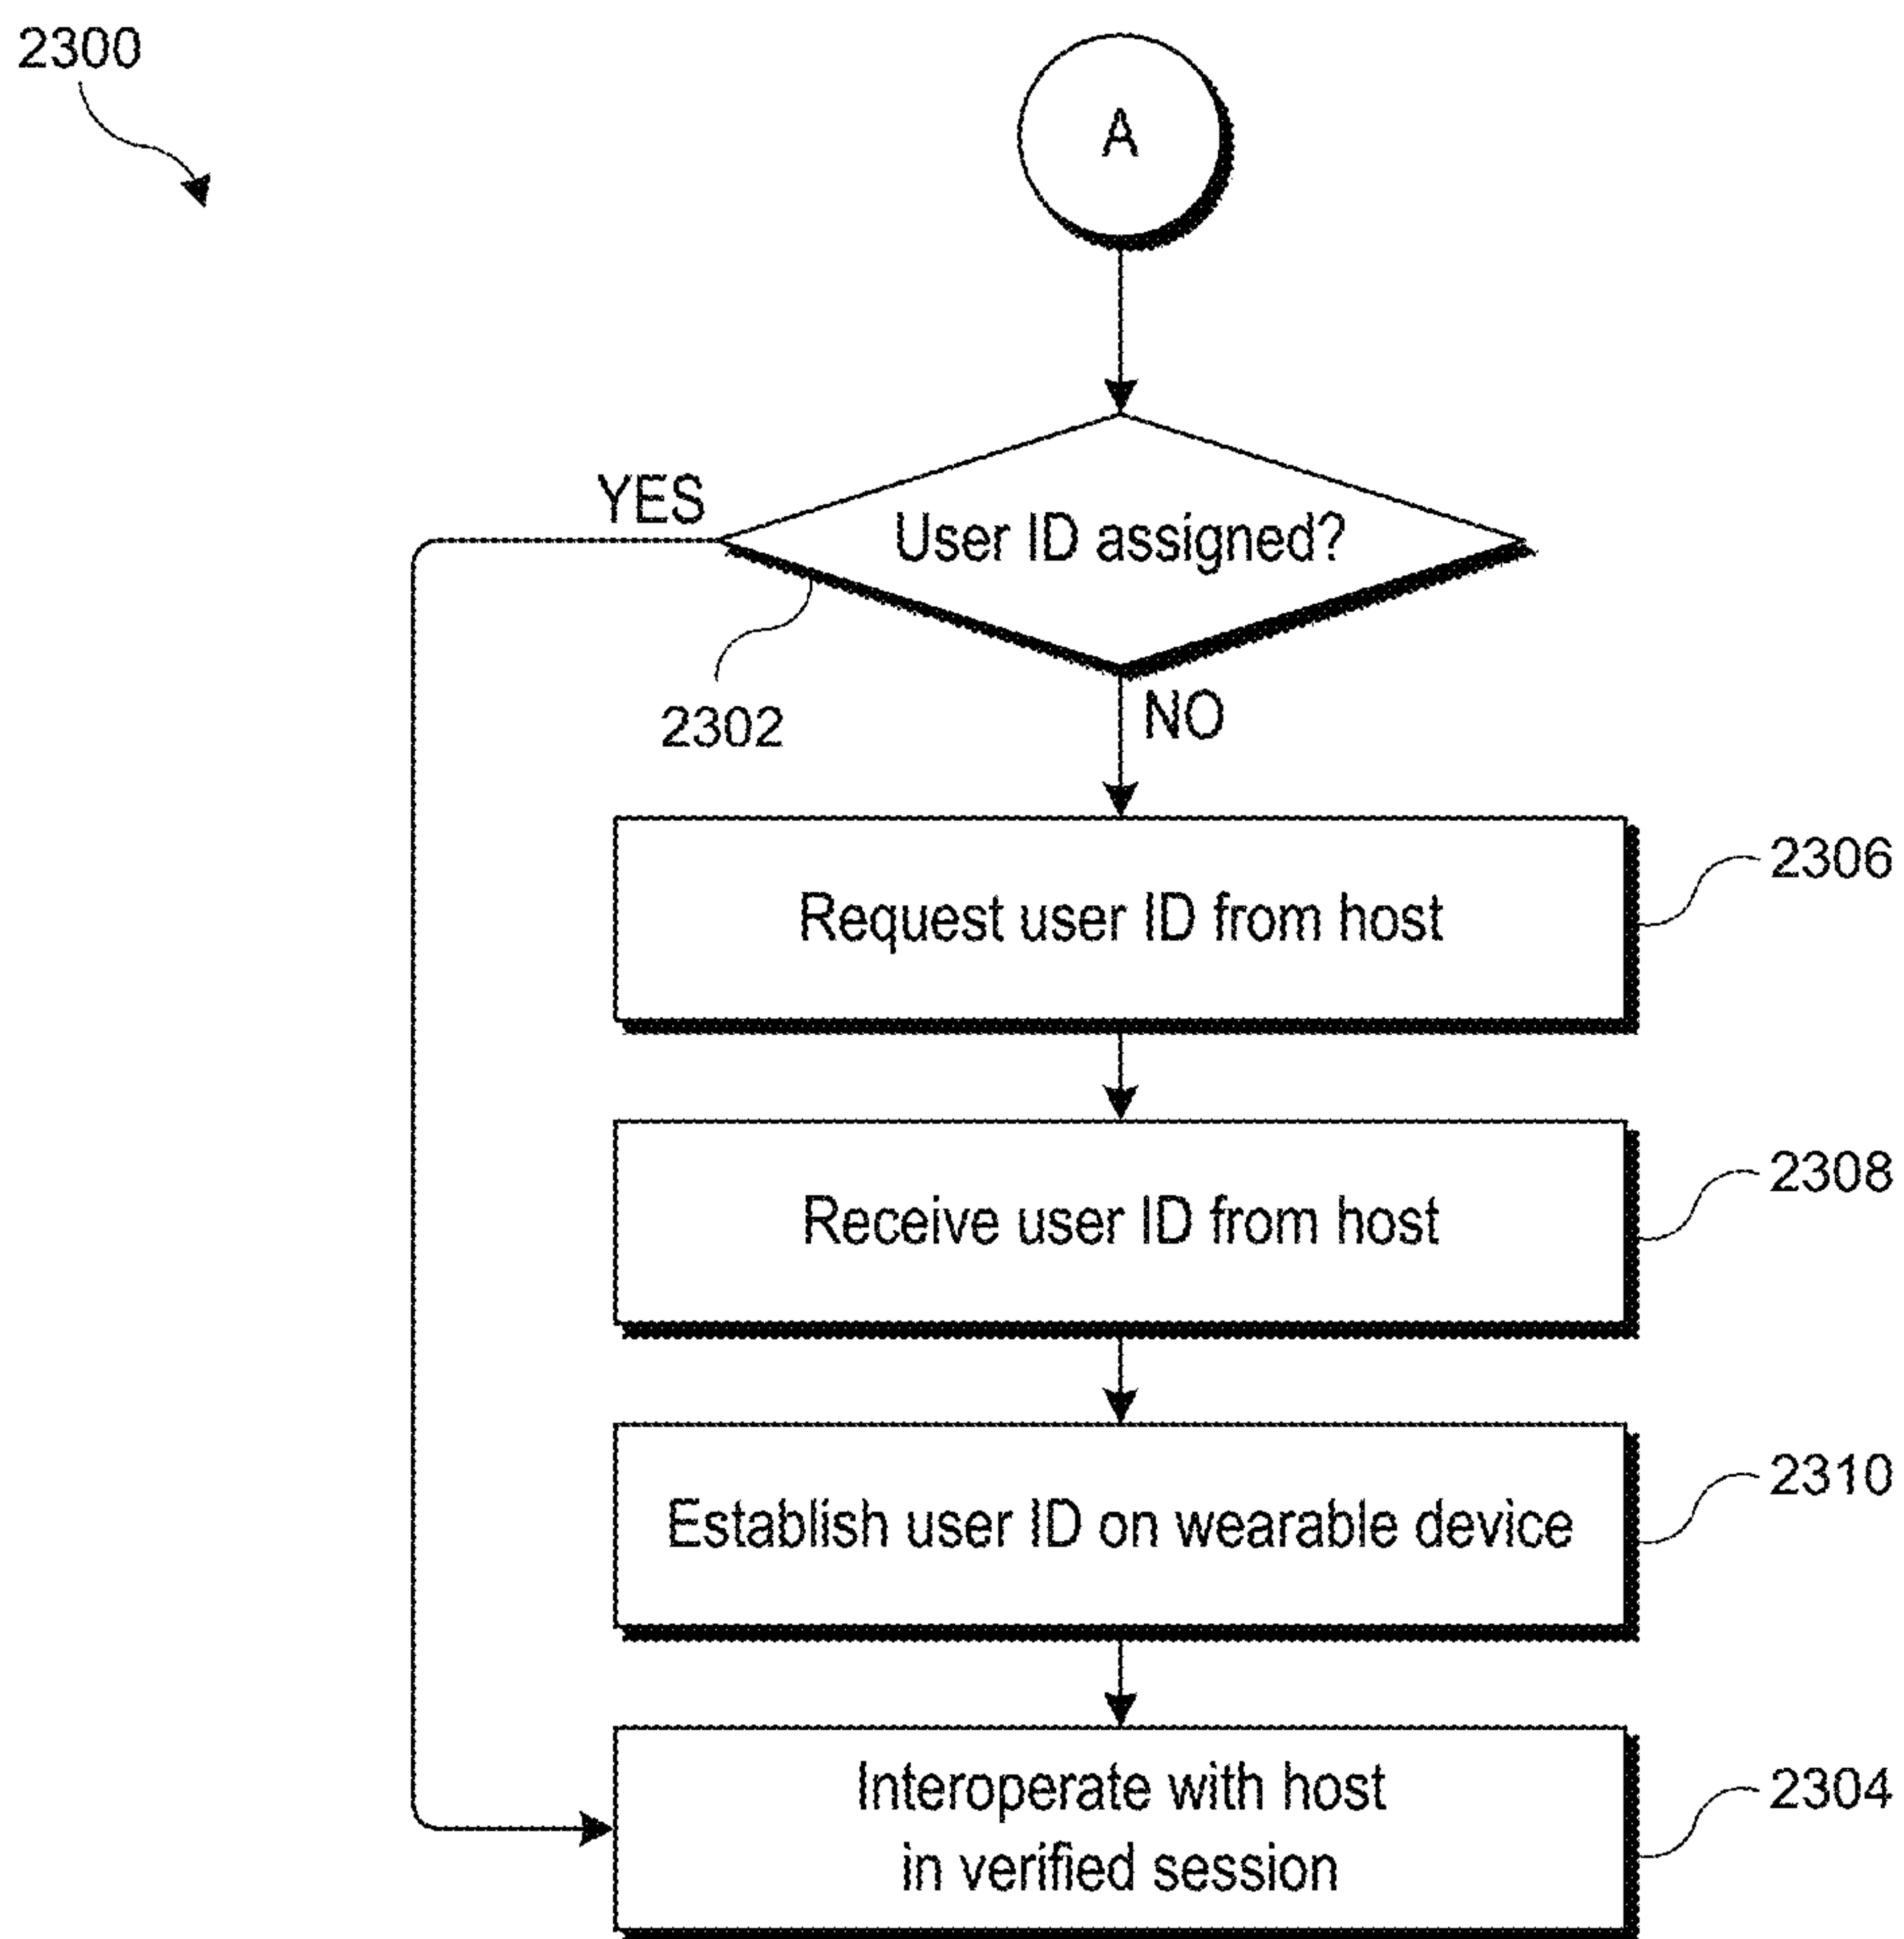 2300
A
YES
User ID assigned?
2302
NO
Request user ID from host
2306
Receive user ID from host
2308
Establish user ID on wearable device
2310
Interoperate with host
in verified session
2304